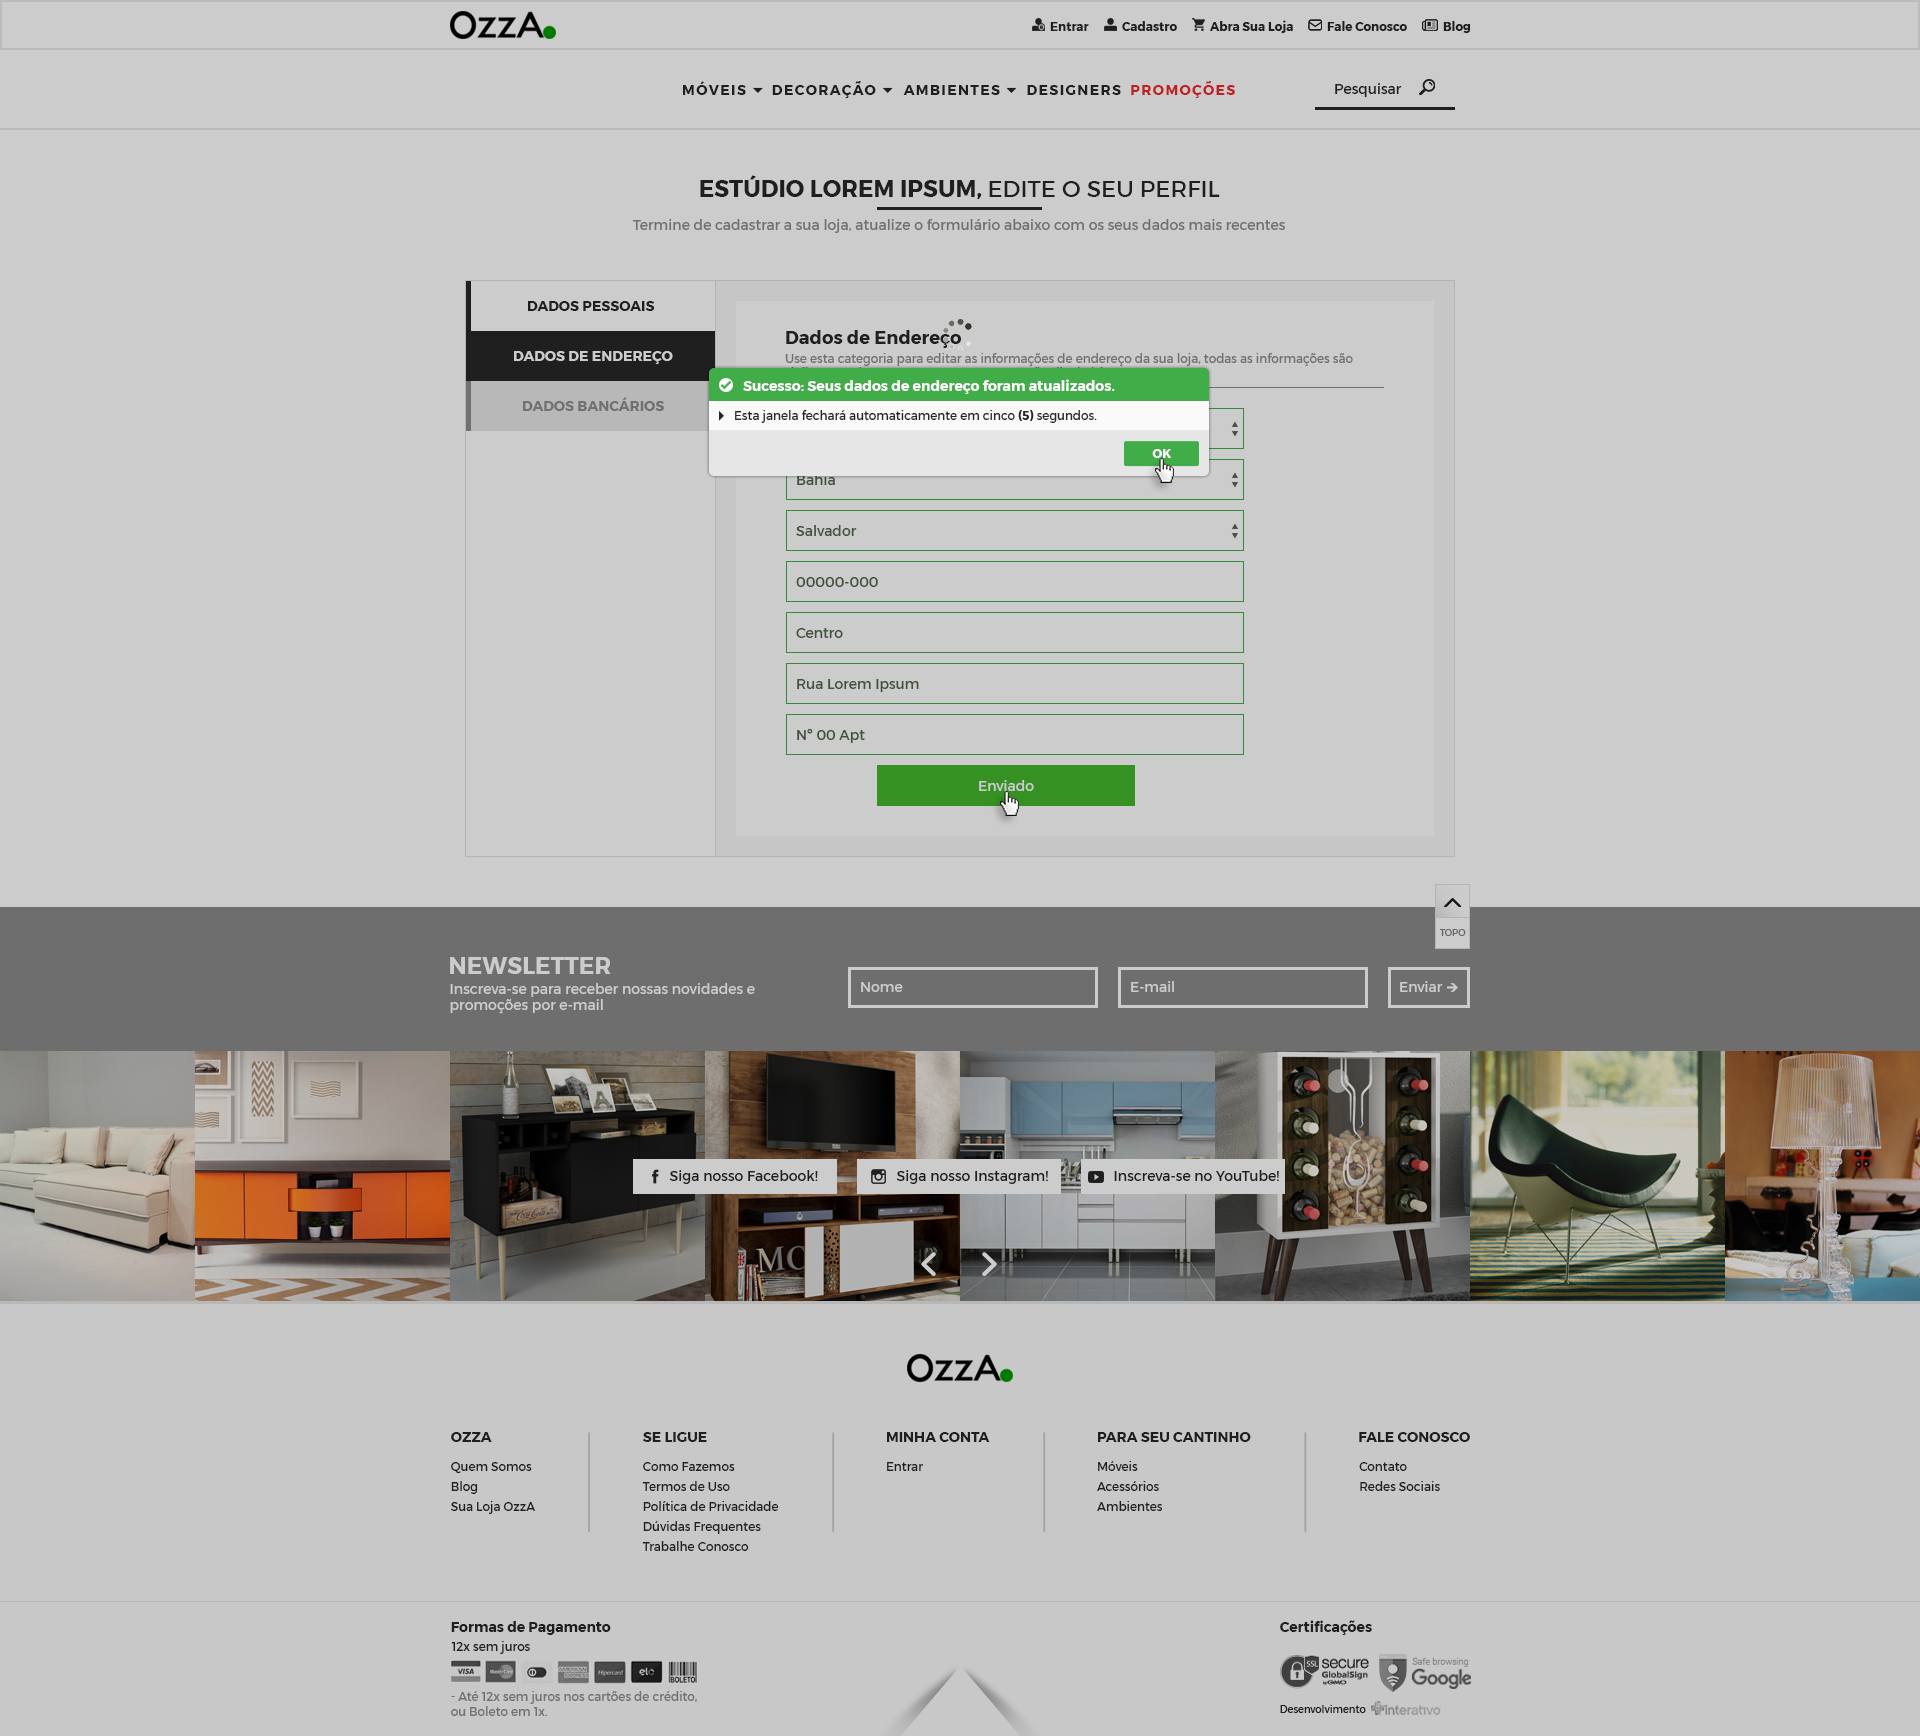 OzzA.
Entrar
Cadastro
Abra Sua Loja
Fale Conosco
Blog
MÓVEIS
DECORAÇÃO
AMBIENTES
DESIGNERS
PROMOÇÕES
Pesquisar
ESTÚDIO LOREM IPSUM, EDITE O SEU PERFIL
Termine de cadastrar a sua loja, atualize o formulário abaixo com os seus dados mais recentes
DADOS PESSOAIS
DADOS DE ENDEREÇO
DADOS BANCÁRIOS
Dados de Endereço
Use esta categoria para editar as informações de endereço da sua loja, todas as informações são
Sucesso: Seus dados de endereço foram atualizados.
Esta janela fechará automaticamente em cinco (5) segundos.
OK
Bahia
Salvador
00000-000
Centro
Rua Lorem Ipsum
Nº 00 Apt
Enviado
TOPO
NEWSLETTER
Inscreva-se para receber nossas novidades e
promoções por e-mail
Nome
E-mail
Enviar
Siga nosso Facebook!
Siga nosso Instagram!
Inscreva-se no YouTube!
OzzA.
OZZA
Quem Somos
Blog
Sua Loja OzzA
SE LIGUE
Como Fazemos
Termos de Uso
Política de Privacidade
Dúvidas Frequentes
Trabalhe Conosco
MINHA CONTA
Entrar
PARA SEU CANTINHO
Móveis
Acessórios
Ambientes
FALE CONOSCO
Contato
Redes Sociais
Formas de Pagamento
12x sem juros
VISA
MasterCard
Hipercard
elo
BOLETO
- Até 12x sem juros nos cartões de crédito,
ou Boleto em 1x.
Certificações
SSL
secure
GlobalSign
by GMO
Safe browsing
Google
Desenvolvimento
interativo